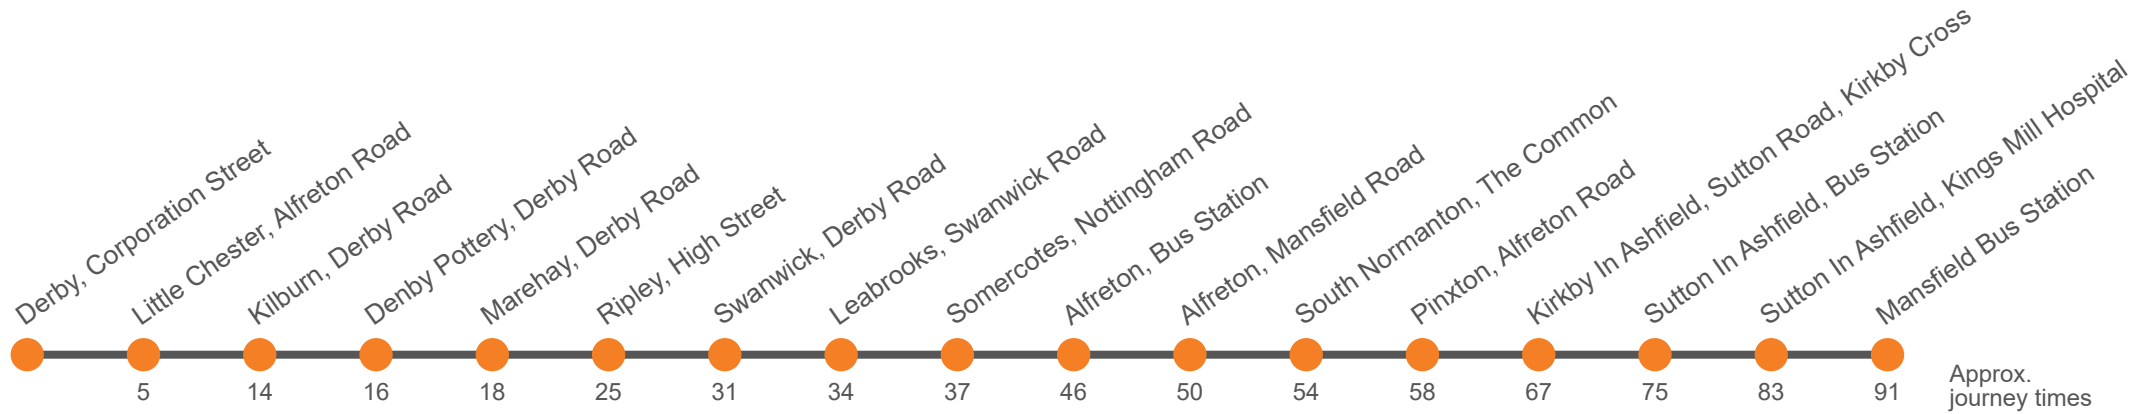 Derby, Corporation Street
Little Chester, Alfreton Road
Kilburn, Derby Road
Denby Pottery, Derby Road
Marehay, Derby Road
Ripley, High Street
Swanwick, Derby Road
Leabrooks, Swanwick Road
Somercotes, Nottingham Road
Alfreton, Bus Station
Alfreton, Mansfield Road
South Normanton, The Common
Pinxton, Alfreton Road
Kirkby In Ashfield, Sutton Road, Kirkby Cross
Sutton In Ashfield, Bus Station
Sutton In Ashfield, Kings Mill Hospital
Mansfield Bus Station
5 14 16 18 25 31 34 37 46 50 54 58 67 75 83 91
Approx.
journey times